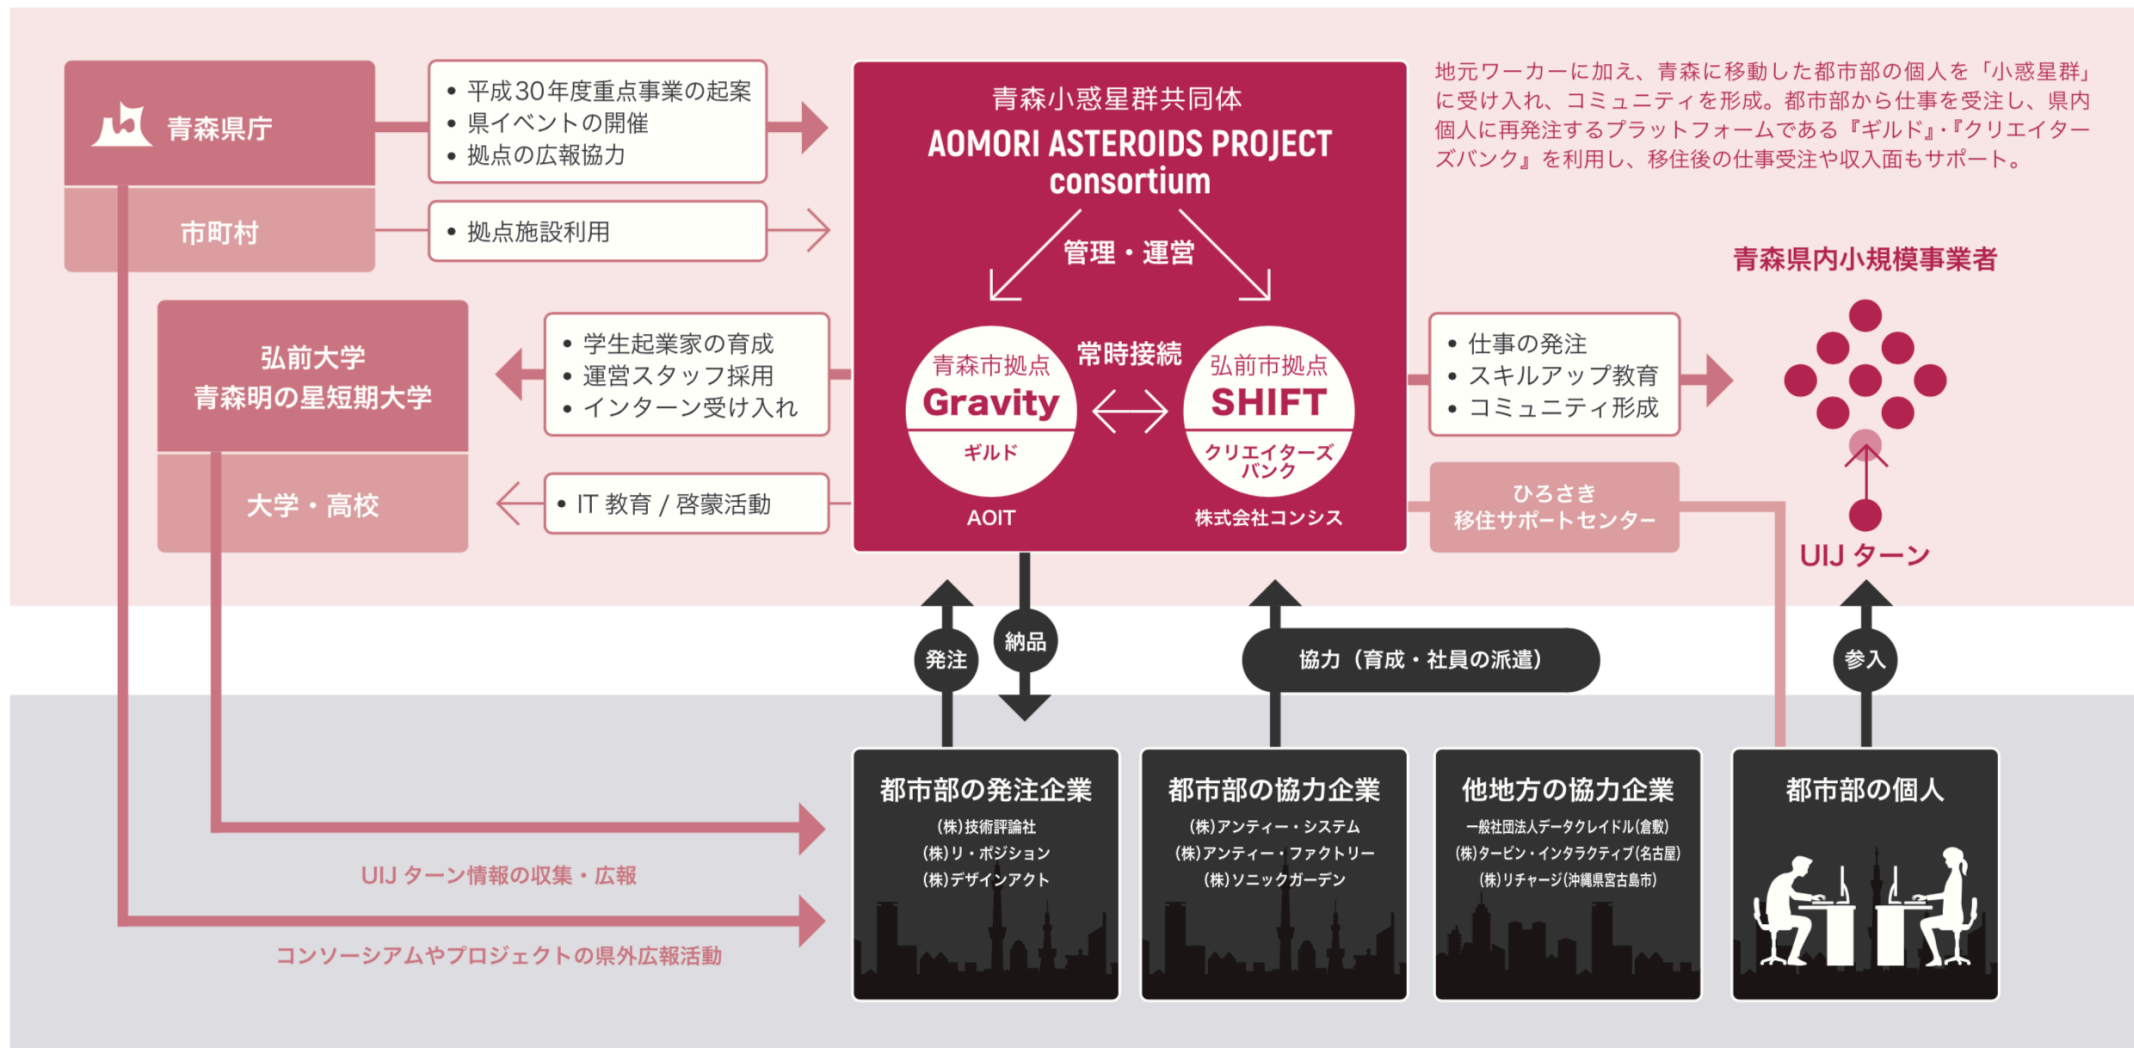 青森県庁
市町村
• 平成30年度重点事業の起案
• 県イベントの開催
• 拠点の広報協力
• 拠点施設利用
弘前大学
青森明の星短期大学
大学・高校
• 学生起業家の育成
• 運営スタッフ採用
• インターン受け入れ
• IT 教育 / 啓蒙活動
青森小惑星群共同体
AOMORI ASTEROIDS PROJECT
consortium
管理・運営
常時接続
青森市拠点
Gravity
ギルド
AOIT
弘前市拠点
SHIFT
クリエイターズ
バンク
株式会社コンシス
地元ワーカーに加え、青森に移動した都市部の個人を「小惑星群」
に受け入れ、コミュニティを形成。都市部から仕事を受注し、県内
個人に再発注するプラットフォームである『ギルド』・『クリエイター
ズバンク』を利用し、移住後の仕事受注や収入面もサポート。
青森県内小規模事業者
• 仕事の発注
• スキルアップ教育
• コミュニティ形成
ひろさき
移住サポートセンター
UIJ ターン
発注
納品
協力（育成・社員の派遣）
参入
都市部の発注企業
(株)技術評論社
(株)リ・ポジション
(株)デザインアクト
都市部の協力企業
(株)アンティー・システム
(株)アンティー・ファクトリー
(株)ソニックガーデン
他地方の協力企業
一般社団法人データクレイドル(倉敷)
(株)タービン・インタラクティブ(名古屋)
(株)リチャージ(沖縄県宮古島市)
都市部の個人
UIJ ターン情報の収集・広報
コンソーシアムやプロジェクトの県外広報活動